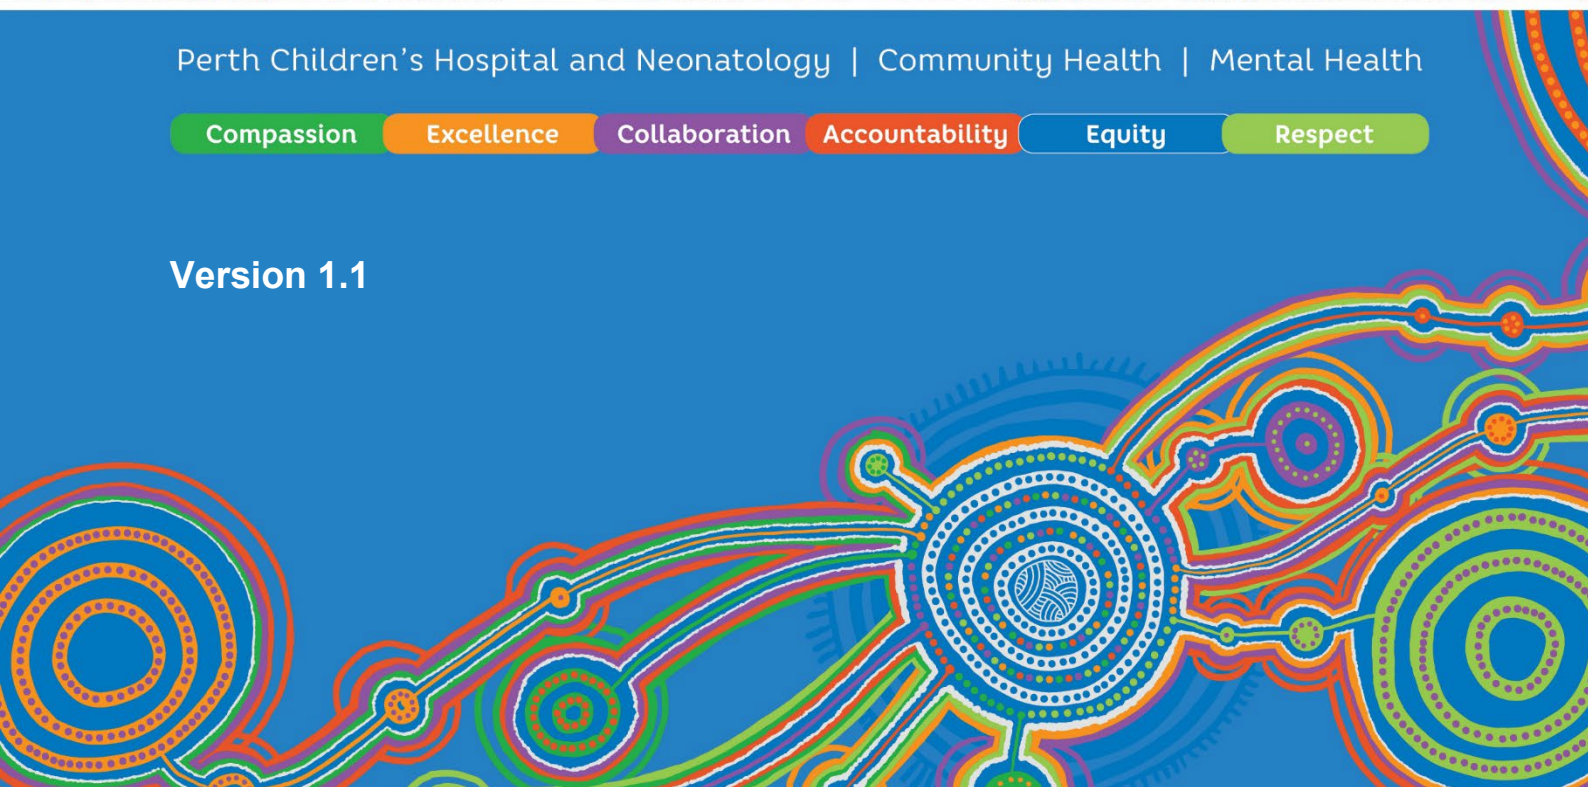 Perth Children's Hospital and Neonatology | Community Health | Mental Health
Compassion Excellence Collaboration Accountability Equity Respect
Version 1.1